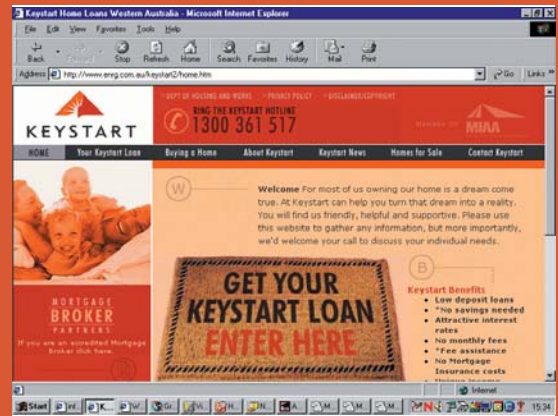 Keystart Home Loans Western Australia - Microsoft Internet Explorer
File Edit View Favorites Tools Help
Back Stop Refresh Home Search Favorites History Mail Print
Address http://www.enrg.com.au/keystart2/home.htm Go Links »
DEPT OF HOUSING AND WORKS PRIVACY POLICY DISCLAIMER/COPYRIGHT
RING THE KEYSTART HOTLINE
1300 361 517
MIAA
KEYSTART
HOME Your Keystart Loan Buying a Home About Keystart Keystart News Homes for Sale Contact Keystart
W
Welcome For most of us owning our home is a dream come
true. At Keystart can help you turn that dream into a reality.
You will find us friendly, helpful and supportive. Please use
this website to gather any information, but more importantly,
we'd welcome your call to discuss your individual needs.
GET YOUR
KEYSTART LOAN
ENTER HERE
B
Keystart Benefits
• Low deposit loans
• *No savings needed
• Attractive interest
rates
• No monthly fees
• *Fee assistance
• No Mortgage
Insurance costs
MORTGAGE
BROKER
PARTNERS
If you are an accredited Mortgage
Broker click here.
Internet
Start 15:34